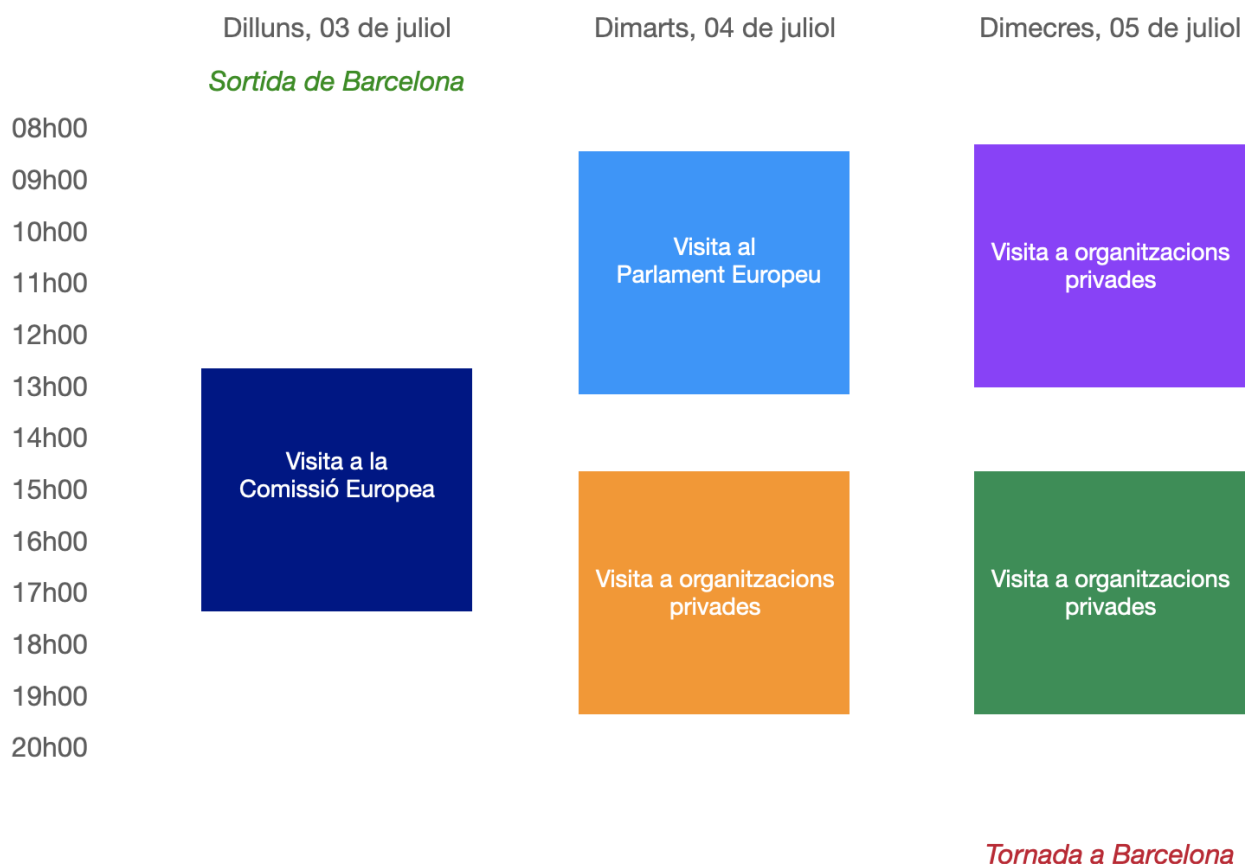 Dilluns, 03 de juliol
Dimarts, 04 de juliol
Dimecres, 05 de juliol
Sortida de Barcelona
08h00
09h00
10h00
11h00
12h00
13h00
14h00
15h00
16h00
17h00
18h00
19h00
20h00
Visita a la
Comissió Europea
Visita al
Parlament Europeu
Visita a organitzacions
privades
Visita a organitzacions
privades
Visita a organitzacions
privades
Tornada a Barcelona